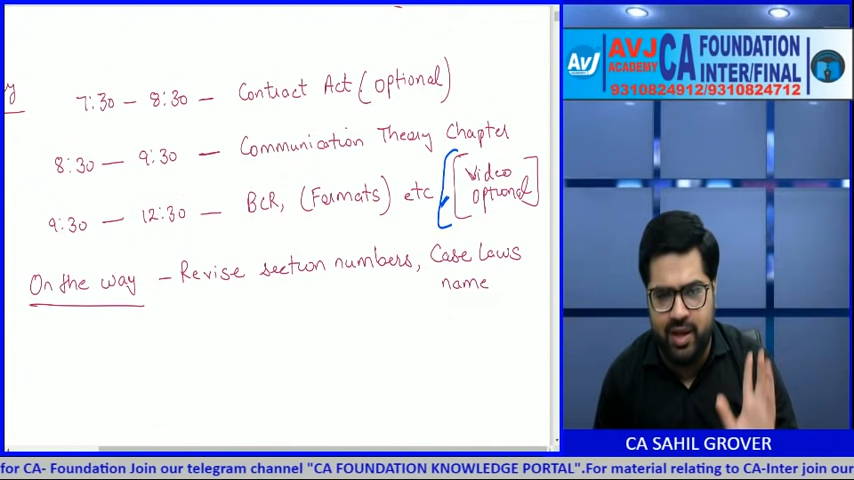 y
7:30 - 8:30 - Contract Act (Optional)
8:30 - 9:30 - Communication Theory Chapter
9:30 - 12:30 - BCR, (Formats) etc [Video
Optional]
On the way - Revise section numbers, Case Laws
name
AVJ
ACADEMY
CA
FOUNDATION
INTER/FINAL
9310824912/9310824712
CA SAHIL GROVER
for CA- Foundation Join our telegram channel "CA FOUNDATION KNOWLEDGE PORTAL".For material relating to CA-Inter join our